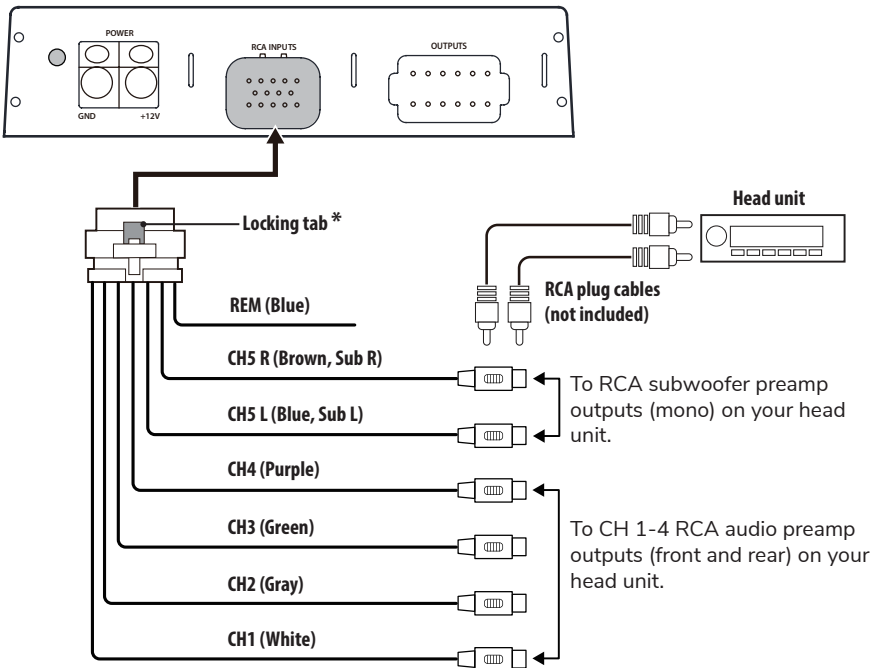 POWER
RCA INPUTS
OUTPUTS
GND
+12V
Locking tab *
Head unit
RCA plug cables
(not included)
REM (Blue)
CH5 R (Brown, Sub R)
To RCA subwoofer preamp
outputs (mono) on your head
unit.
CH5 L (Blue, Sub L)
CH4 (Purple)
CH3 (Green)
To CH 1-4 RCA audio preamp
outputs (front and rear) on your
head unit.
CH2 (Gray)
CH1 (White)